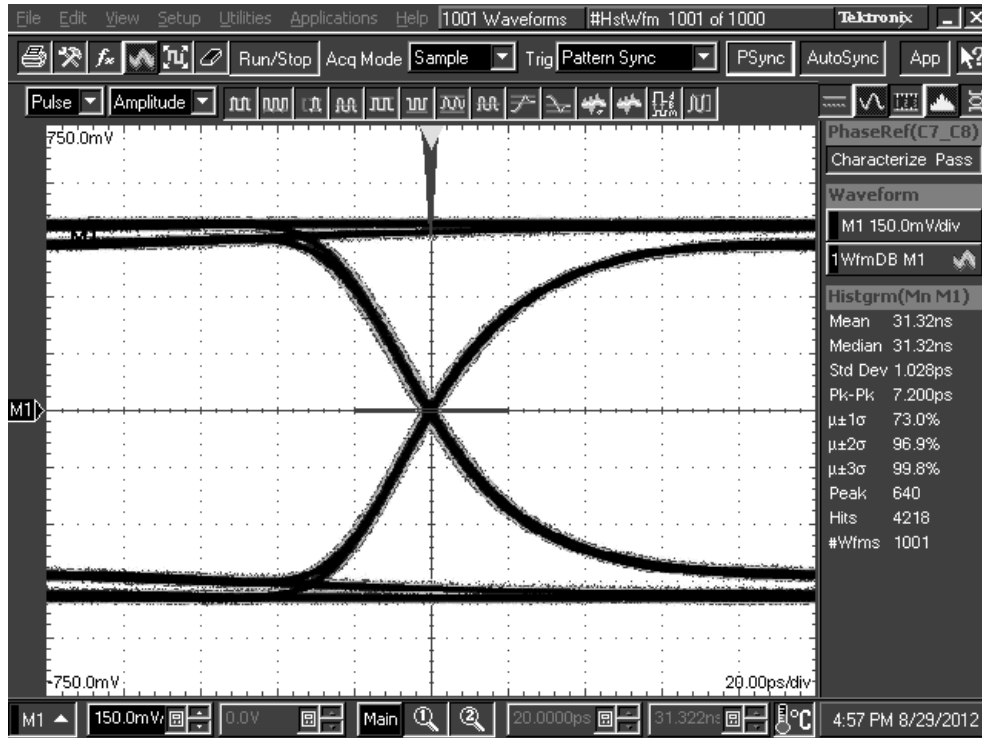 File Edit View Setup Utilities Applications Help 1001 Waveforms #HstWfm 1001 of 1000 Tektronix
Run/Stop Acq Mode Sample Trig Pattern Sync PSync AutoSync App
Pulse Amplitude
750.0mV
PhaseRef(C7_C8)
Characterize Pass
Waveform
M1 150.0mV/div
1WfmDB M1
Histgrm(Mn M1)
Mean 31.32ns
Median 31.32ns
Std Dev 1.028ps
Pk-Pk 7.200ps
µ±1σ 73.0%
µ±2σ 96.9%
µ±3σ 99.8%
Peak 640
Hits 4218
#Wfms 1001
M1
M1
-750.0mV 20.00ps/div
M1 150.0mV/ 0.0V Main 1 2 20.0000ps 31.322ns °C 4:57 PM 8/29/2012